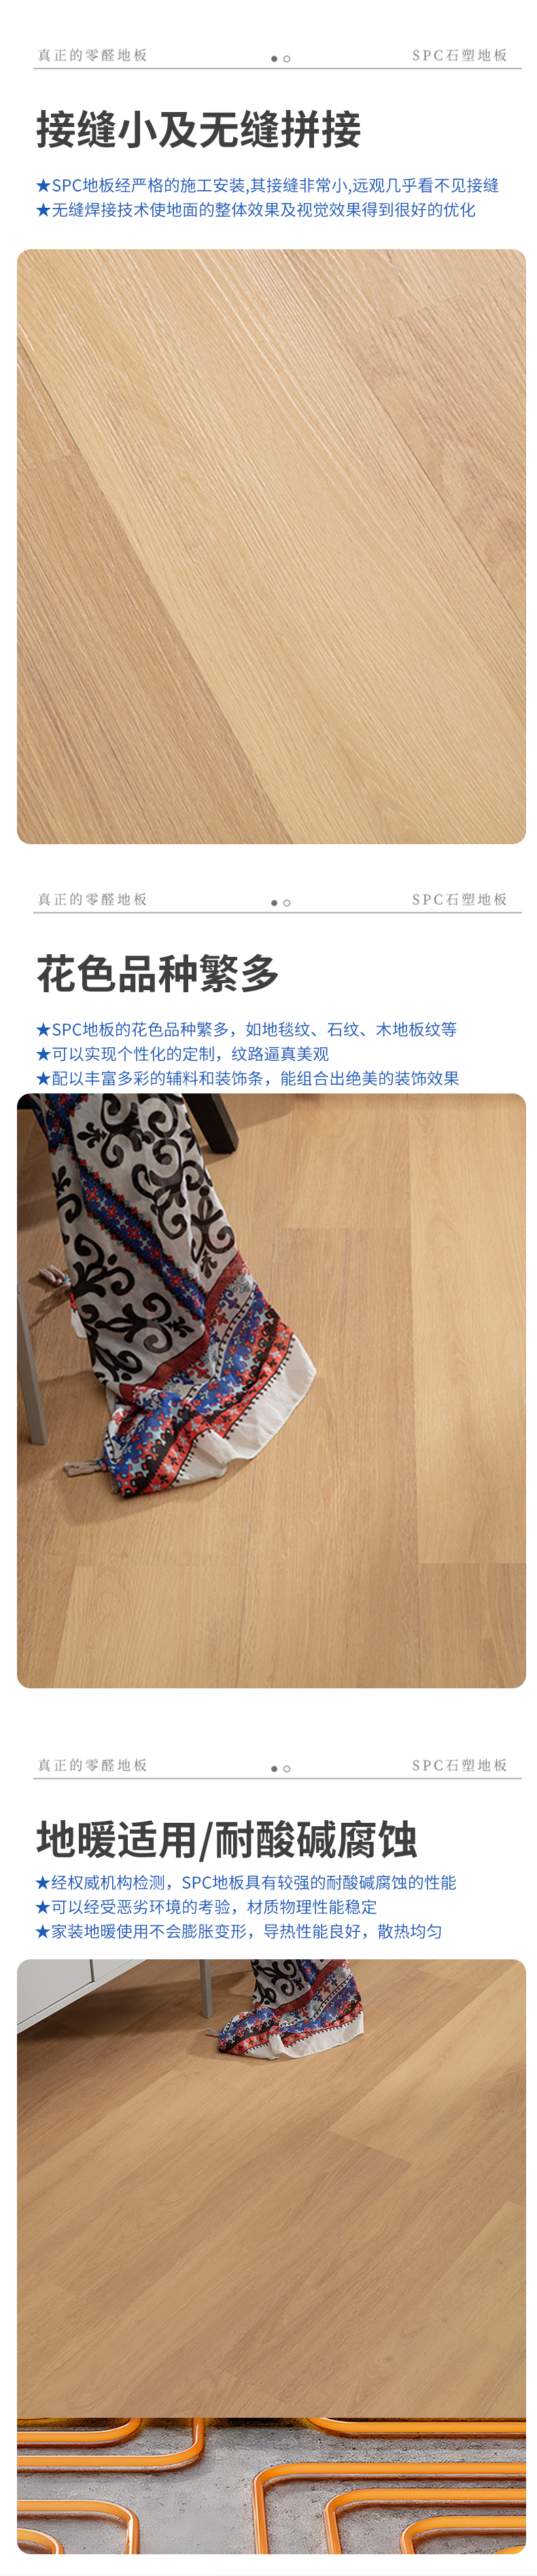 真正的零醛地板
SPC石塑地板
接缝小及无缝拼接
★SPC地板经严格的施工安装,其接缝非常小,远观几乎看不见接缝
★无缝焊接技术使地面的整体效果及视觉效果得到很好的优化
真正的零醛地板
SPC石塑地板
花色品种繁多
★SPC地板的花色品种繁多，如地毯纹、石纹、木地板纹等
★可以实现个性化的定制，纹路逼真美观
★配以丰富多彩的辅料和装饰条，能组合出绝美的装饰效果
真正的零醛地板
SPC石塑地板
地暖适用/耐酸碱腐蚀
★经权威机构检测，SPC地板具有较强的耐酸碱腐蚀的性能
★可以经受恶劣环境的考验，材质物理性能稳定
★家装地暖使用不会膨胀变形，导热性能良好，散热均匀